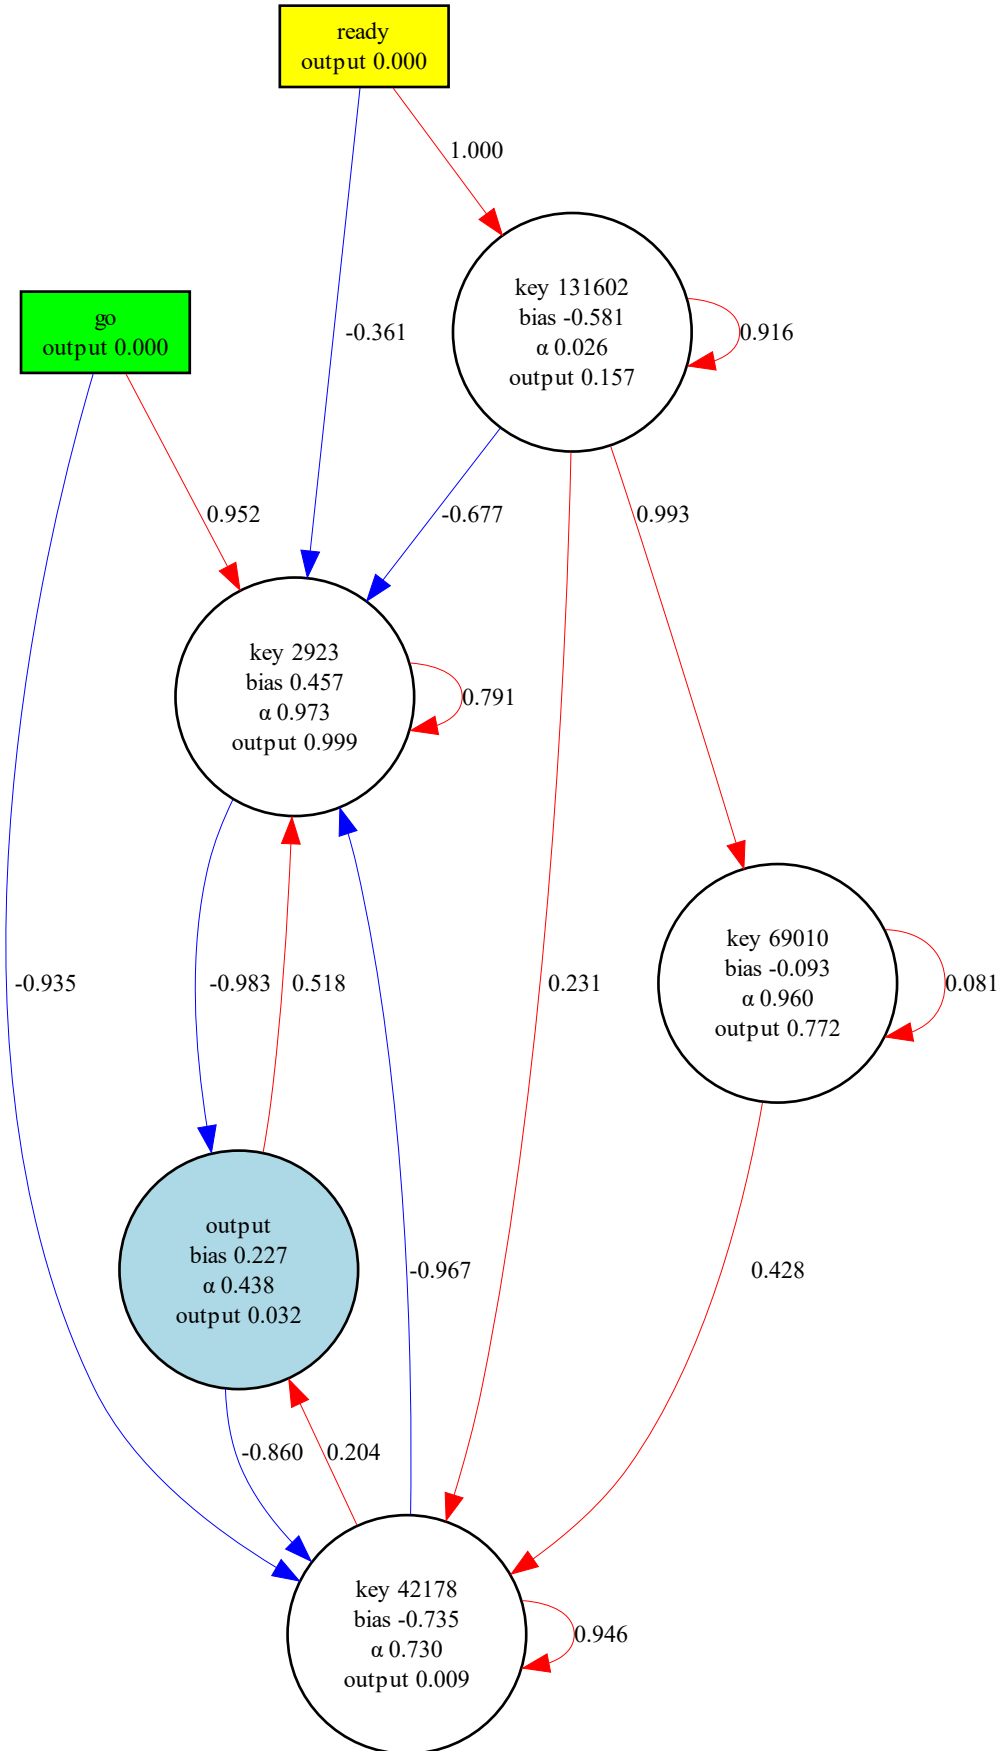 ready
output 0.000
1.000
key 131602
bias -0.581
α 0.026
output 0.157
0.916
go
output 0.000
-0.361
0.952
-0.677
0.993
key 2923
bias 0.457
α 0.973
output 0.999
0.791
key 69010
bias -0.093
α 0.960
output 0.772
0.081
-0.935
-0.983
0.518
0.231
output
bias 0.227
α 0.438
output 0.032
-0.967
0.428
-0.860
0.204
key 42178
bias -0.735
α 0.730
output 0.009
0.946